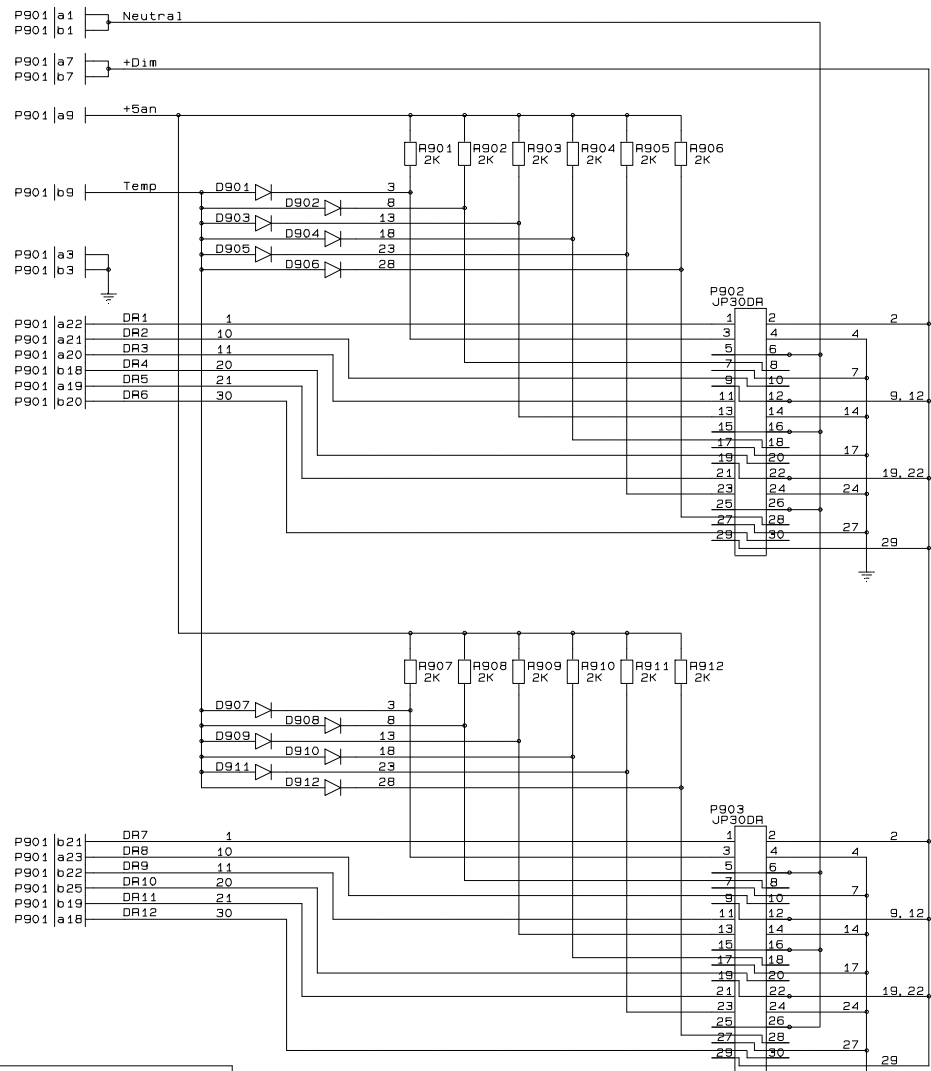 P901 a1 Neutral
P901 b1
P901 a7 +Dim
P901 b7
P901 a9 +5an
R901 R902 R903 R904 R905 R906
2K 2K 2K 2K 2K 2K
P901 b9 Temp D901 3
D902 8
D903 13
D904 18
D905 23
D906 28
P901 a3
P901 b3
P902
JP30DR
P901 a22 DR1 1 1 2 2
P901 a21 DR2 10 3 4 4
P901 a20 DR3 11 5 6
P901 b18 DR4 20 7 8 7
P901 a19 DR5 21 9 10
P901 b20 DR6 30 11 12 9,12
13 14 14
15 16
17 18 17
19 20
21 22 19,22
23 24 24
25 26
27 28 27
29 30 29
R907 R908 R909 R910 R911 R912
2K 2K 2K 2K 2K 2K
D907 3
D908 8
D909 13
D910 18
D911 23
D912 28
P903
JP30DR
P901 b21 DR7 1 1 2 2
P901 a23 DR8 10 3 4 4
P901 b22 DR9 11 5 6
P901 b25 DR10 20 7 8 7
P901 b19 DR11 21 9 10
P901 a18 DR12 30 11 12 9,12
13 14 14
15 16
17 18 17
19 20
21 22 19,22
23 24 24
25 26
27 28 27
29 30 29